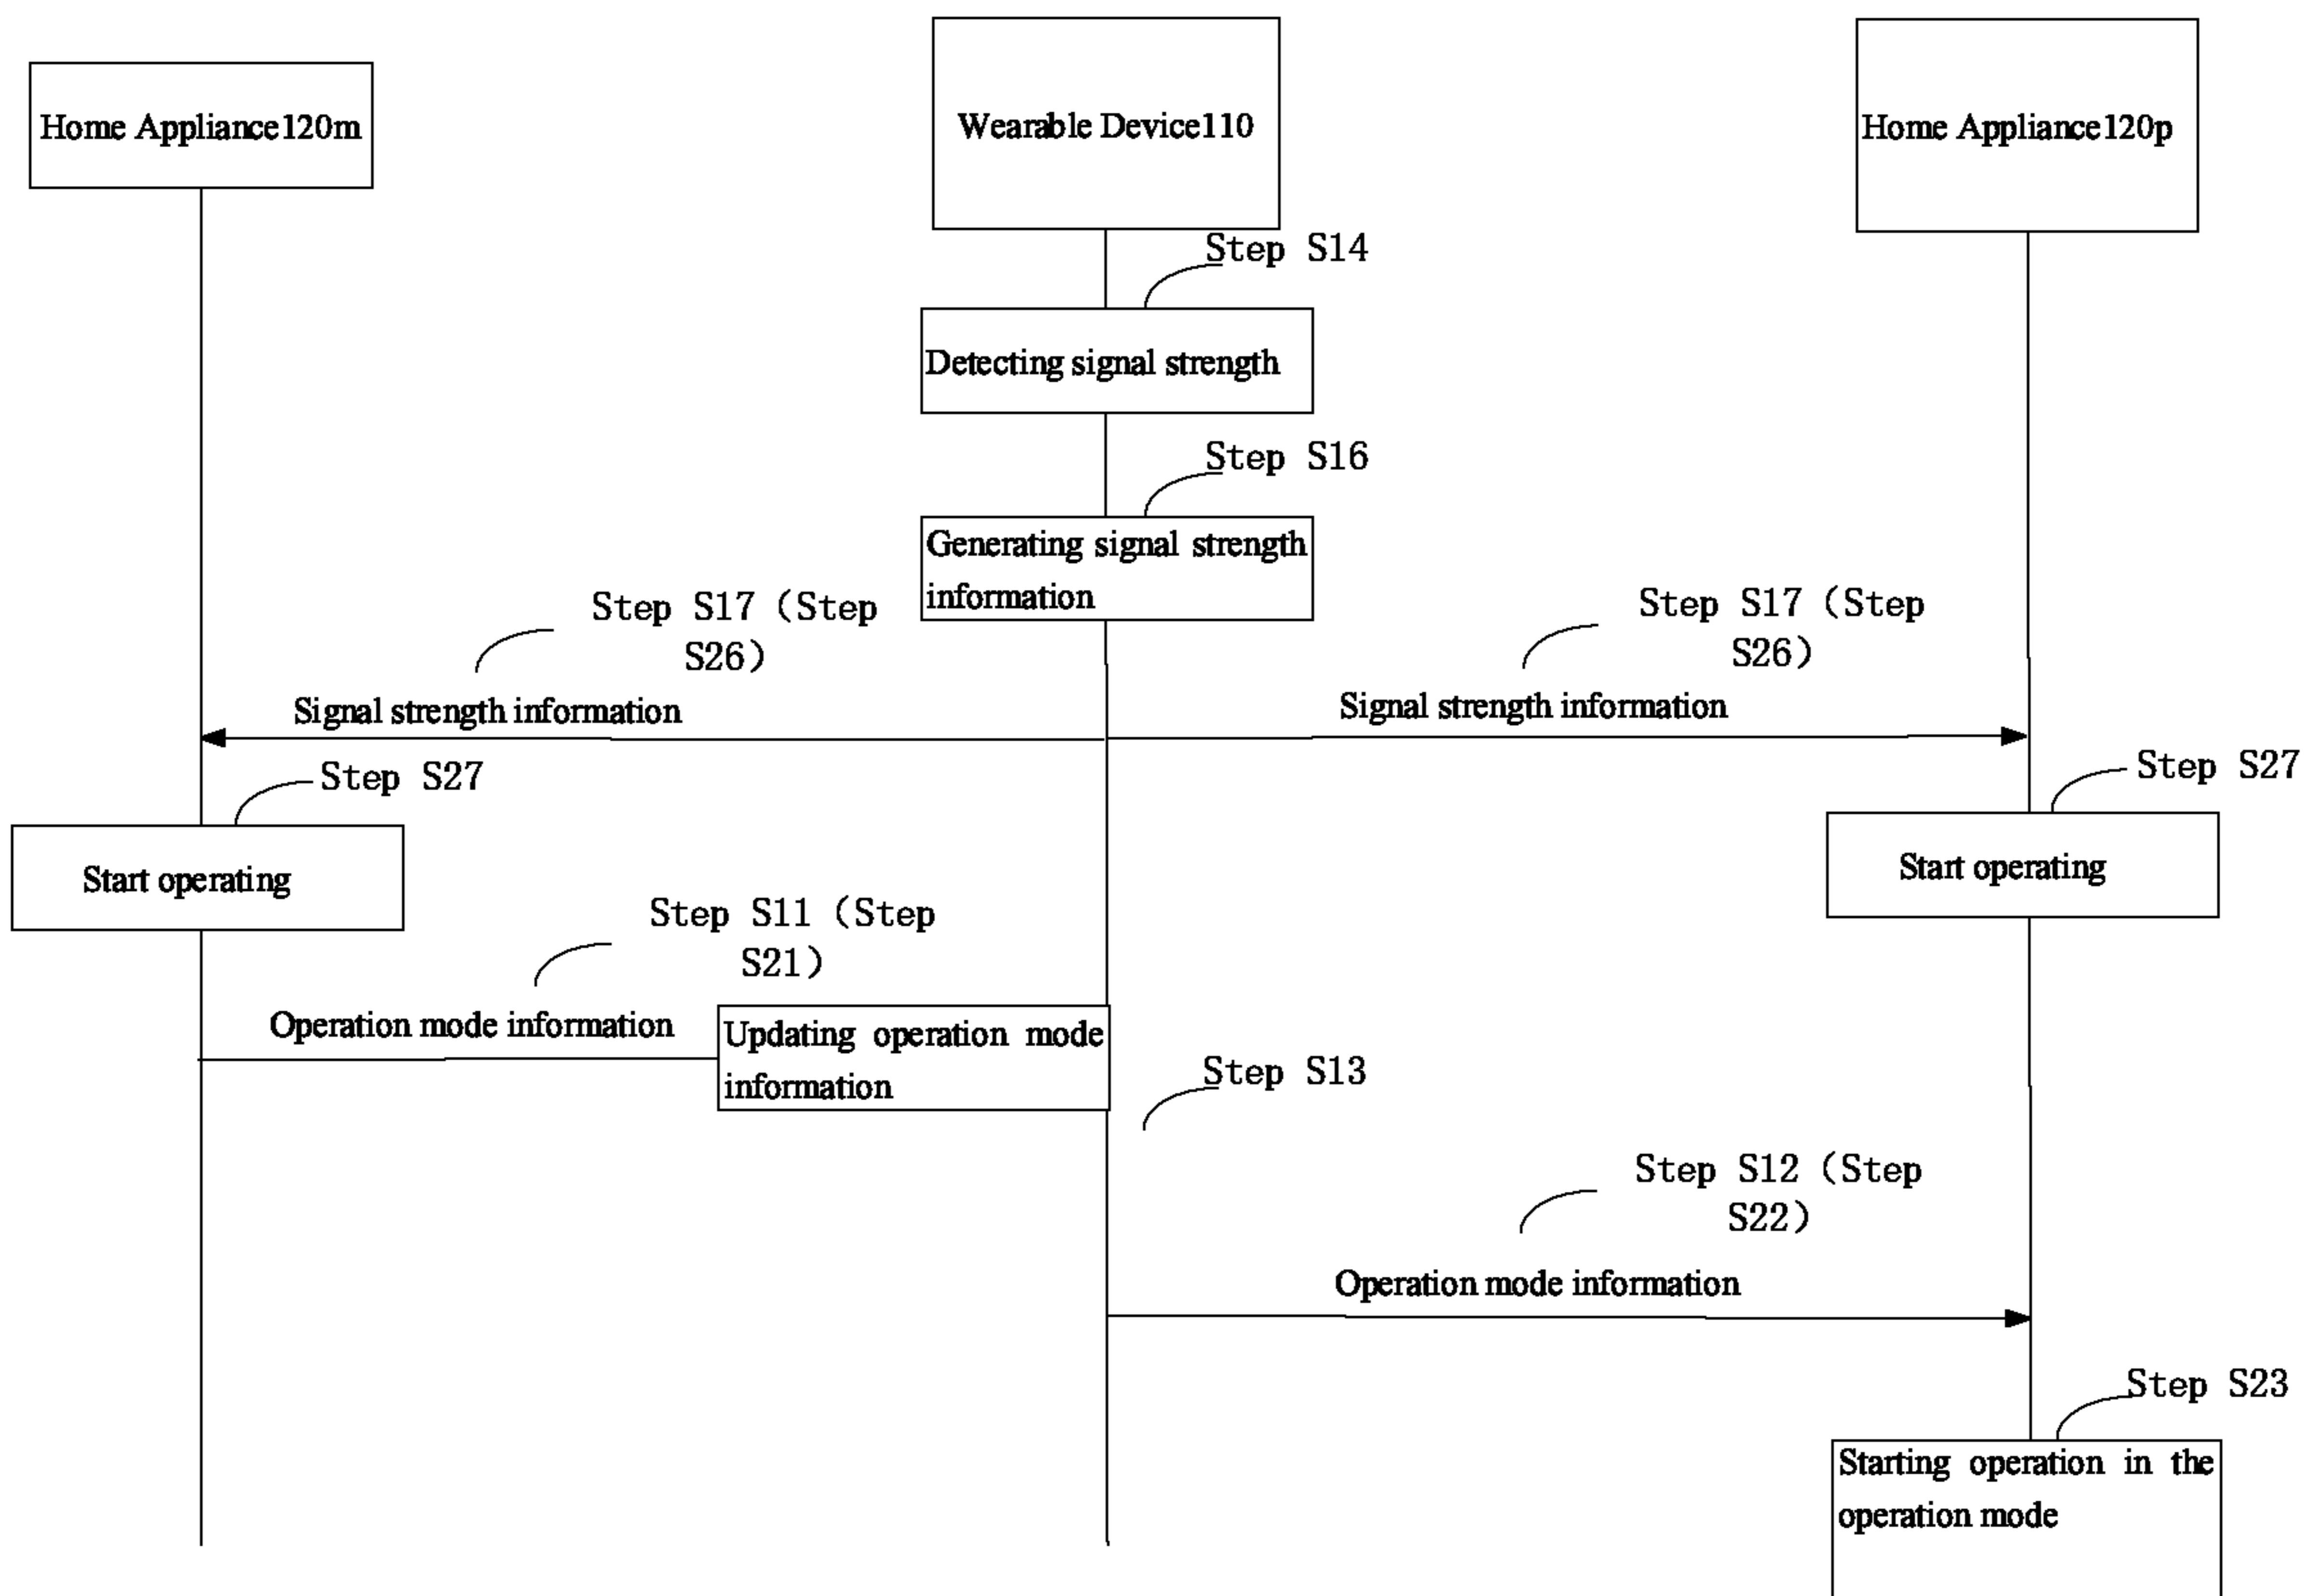 Home Appliance120m
Wearable Device110
Home Appliance120p
Step S14
Detecting signal strength
Step S16
Generating signal strength
information
Step S17 (Step
S26)
Signal strength information
Step S17 (Step
S26)
Signal strength information
Step S27
Start operating
Step S27
Start operating
Step S11 (Step
S21)
Operation mode information
Updating operation mode
information
Step S13
Step S12 (Step
S22)
Operation mode information
Step S23
Starting operation in the
operation mode